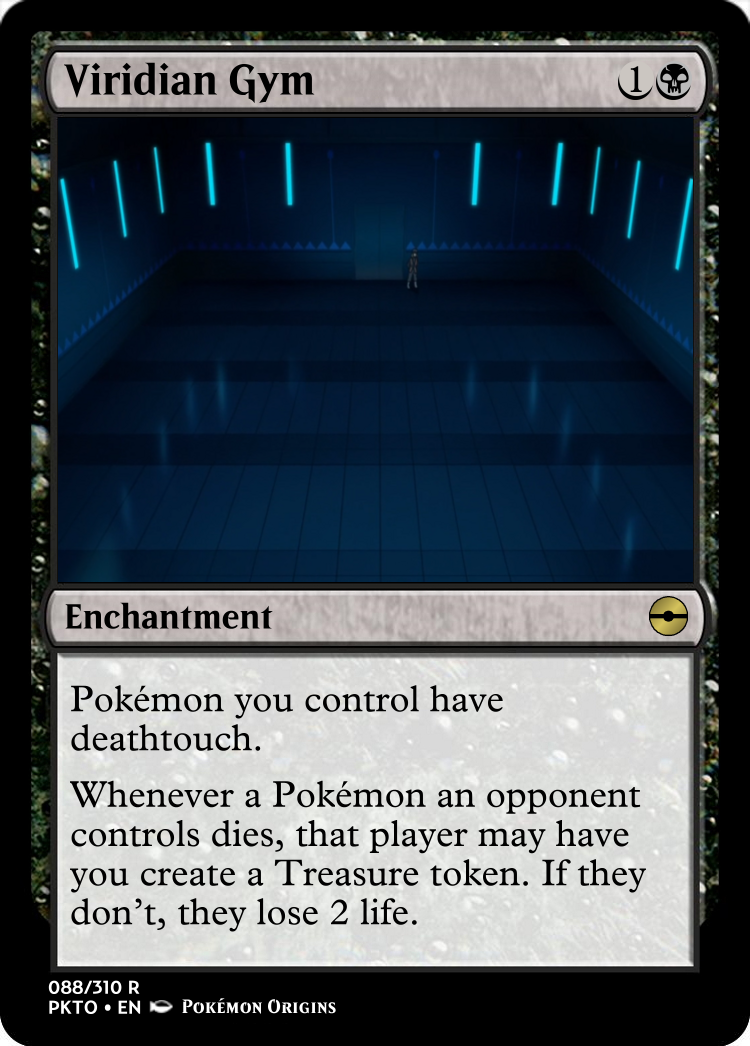 Viridian Gym 1
Enchantment
Pokémon you control have
deathtouch.
Whenever a Pokémon an opponent
controls dies, that player may have
you create a Treasure token. If they
don't, they lose 2 life.
088/310 R
PKTO • EN Pokémon Origins